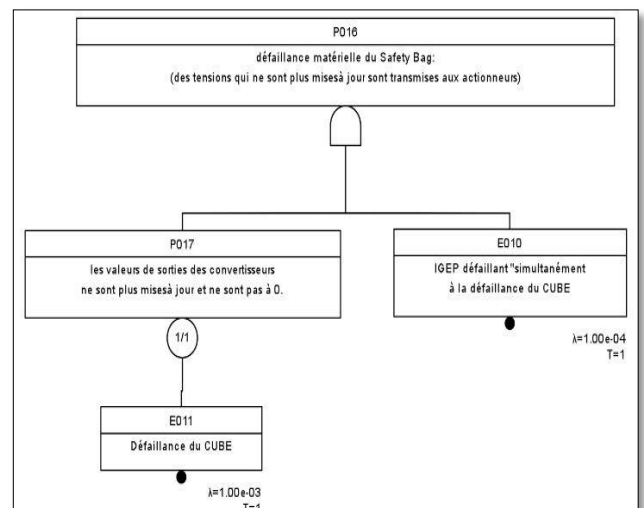 P016
défaillance matérielle du Safety Bag:
(des tensions qui ne sont plus misesà jour sont transmises aux actionneurs)
P017
les valeurs de sorties des convertisseurs
ne sont plus misesà jour et ne sont pas à 0.
E010
IGEP défaillant "simultanément
à la défaillance du CUBE
λ=1.00e-04
T=1
1/1
E011
Défaillance du CUBE
λ=1.00e-03
T=1